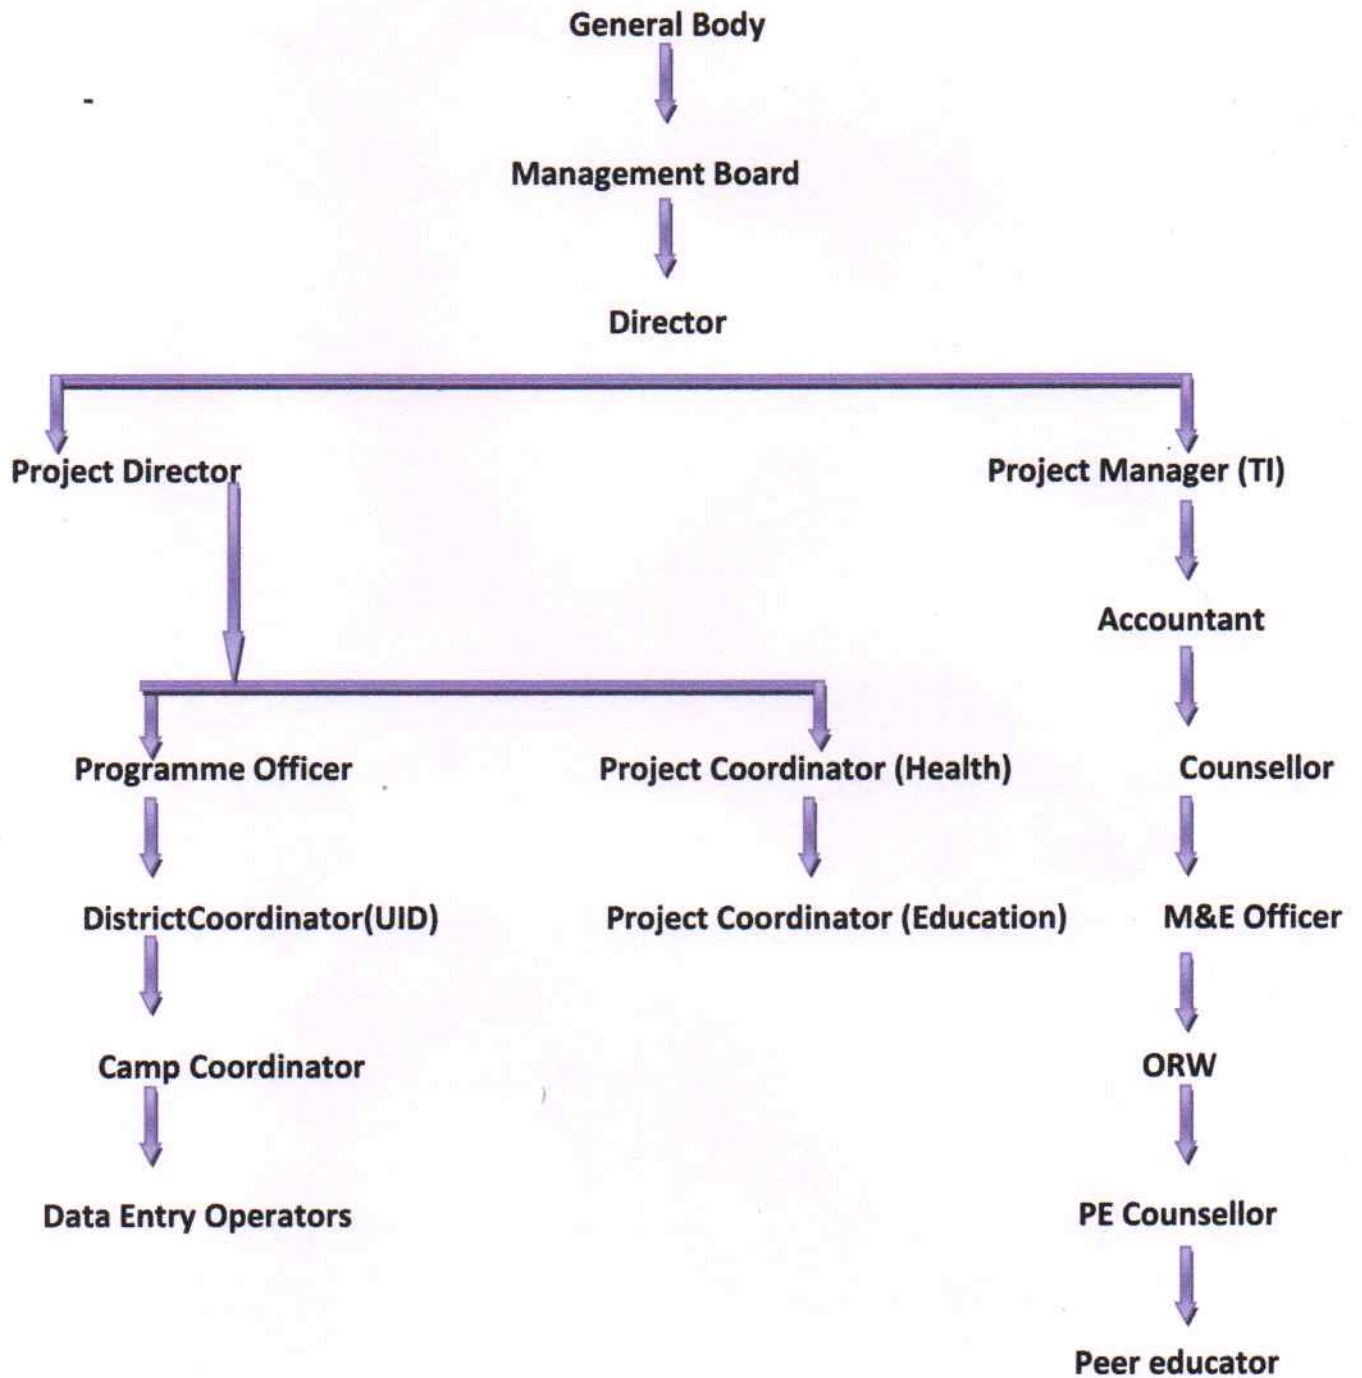 General Body
-
Management Board
Director
Project Director
Project Manager (TI)
Accountant
Programme Officer
Project Coordinator (Health)
Counsellor
DistrictCoordinator(UID)
Project Coordinator (Education)
M&E Officer
Camp Coordinator
ORW
Data Entry Operators
PE Counsellor
Peer educator